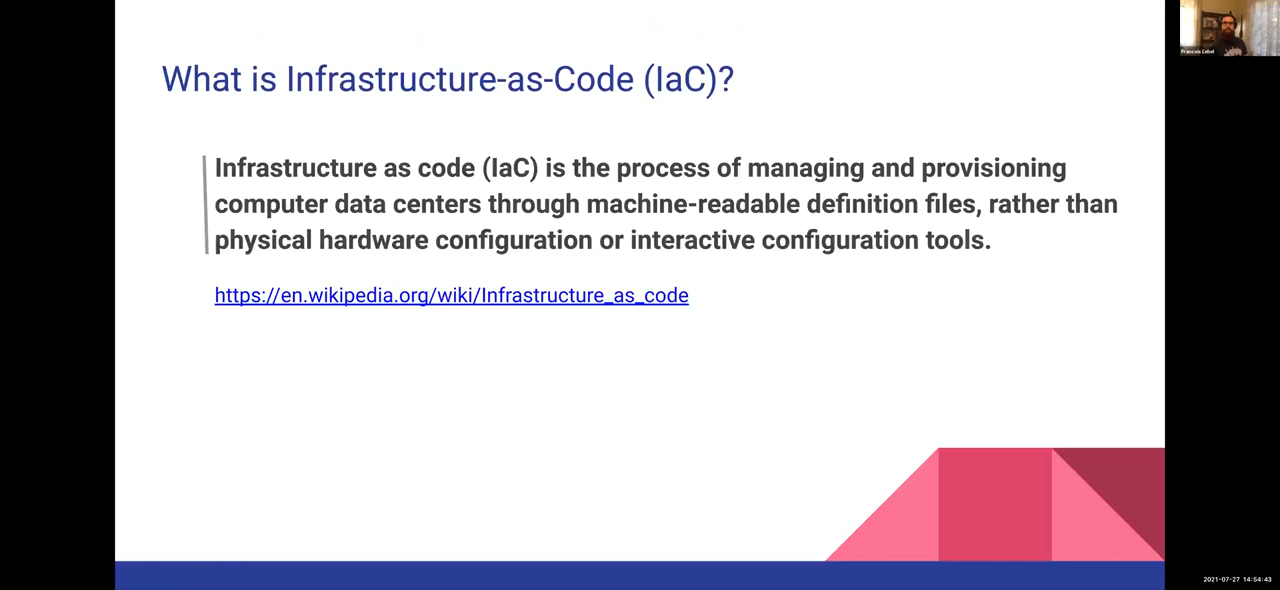 What is Infrastructure-as-Code (IaC)?
Infrastructure as code (IaC) is the process of managing and provisioning
computer data centers through machine-readable definition files, rather than
physical hardware configuration or interactive configuration tools.
https://en.wikipedia.org/wiki/Infrastructure_as_code
Francois Lebel
2021-07-27 14:54:43